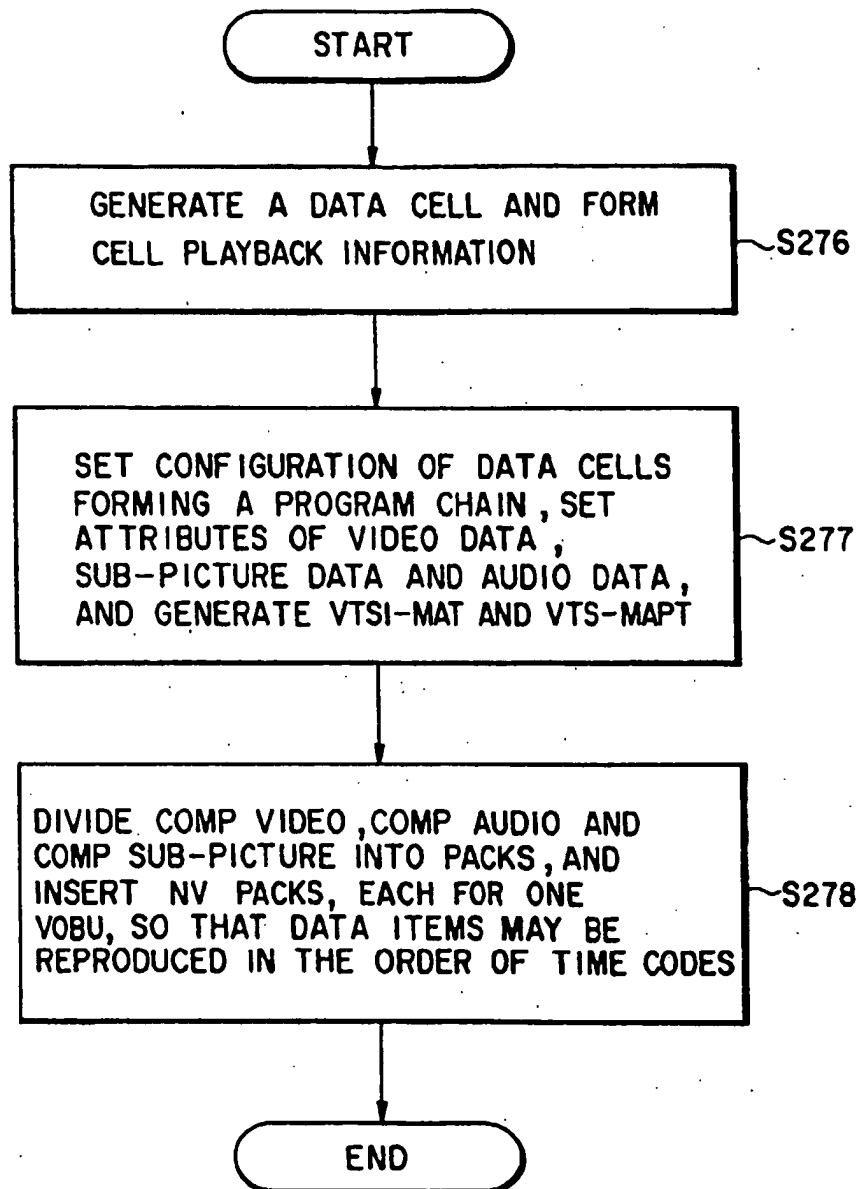 START
GENERATE A DATA CELL AND FORM
CELL PLAYBACK INFORMATION
S276
SET CONFIGURATION OF DATA CELLS
FORMING A PROGRAM CHAIN, SET
ATTRIBUTES OF VIDEO DATA,
SUB-PICTURE DATA AND AUDIO DATA,
AND GENERATE VTSI-MAT AND VTS-MAPT
S277
DIVIDE COMP VIDEO, COMP AUDIO AND
COMP SUB-PICTURE INTO PACKS, AND
INSERT NV PACKS, EACH FOR ONE
VOBU, SO THAT DATA ITEMS MAY BE
REPRODUCED IN THE ORDER OF TIME CODES
S278
END